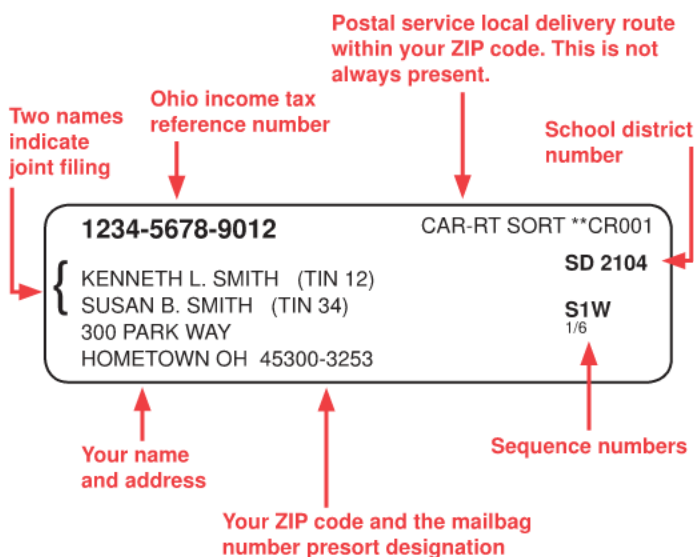 Postal service local delivery route
within your ZIP code. This is not
always present.
Ohio income tax
reference number
Two names
indicate
joint filing
School district
number
1234-5678-9012
CAR-RT SORT **CR001
SD 2104
{
KENNETH L. SMITH (TIN 12)
SUSAN B. SMITH (TIN 34)
300 PARK WAY
HOMETOWN OH 45300-3253
S1W
1/6
Your name
and address
Sequence numbers
Your ZIP code and the mailbag
number presort designation